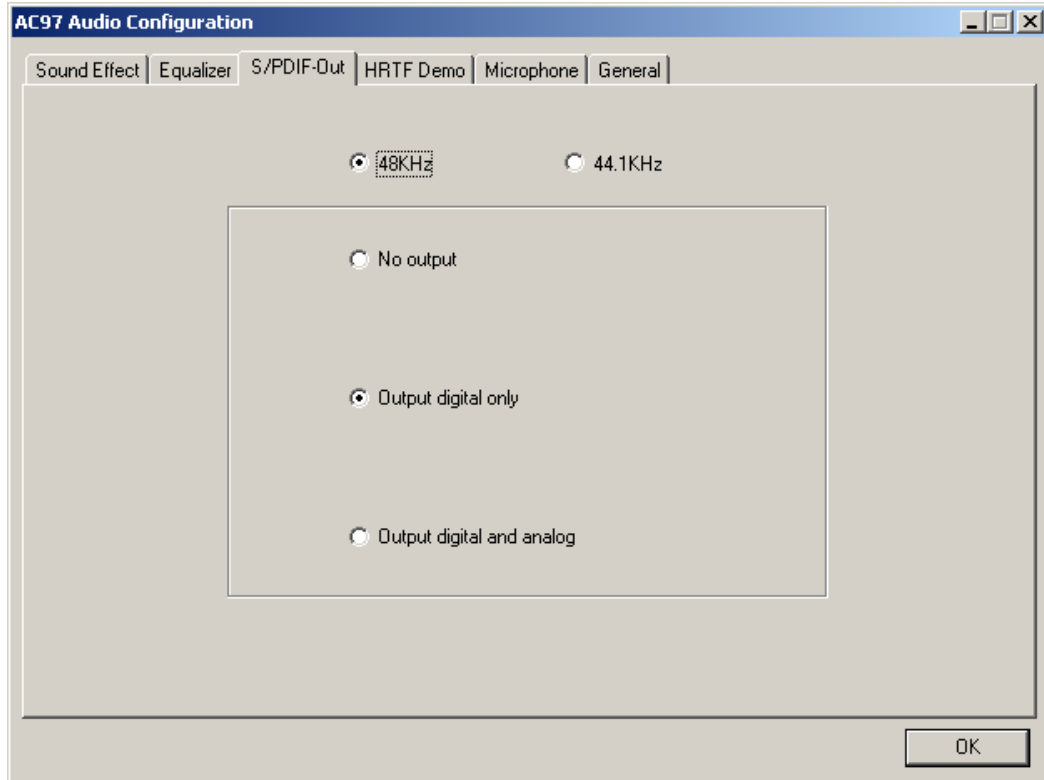 AC97 Audio Configuration
Sound Effect Equalizer S/PDIF-Out HRTF Demo Microphone General
48KHz 44.1KHz
No output
Output digital only
Output digital and analog
OK